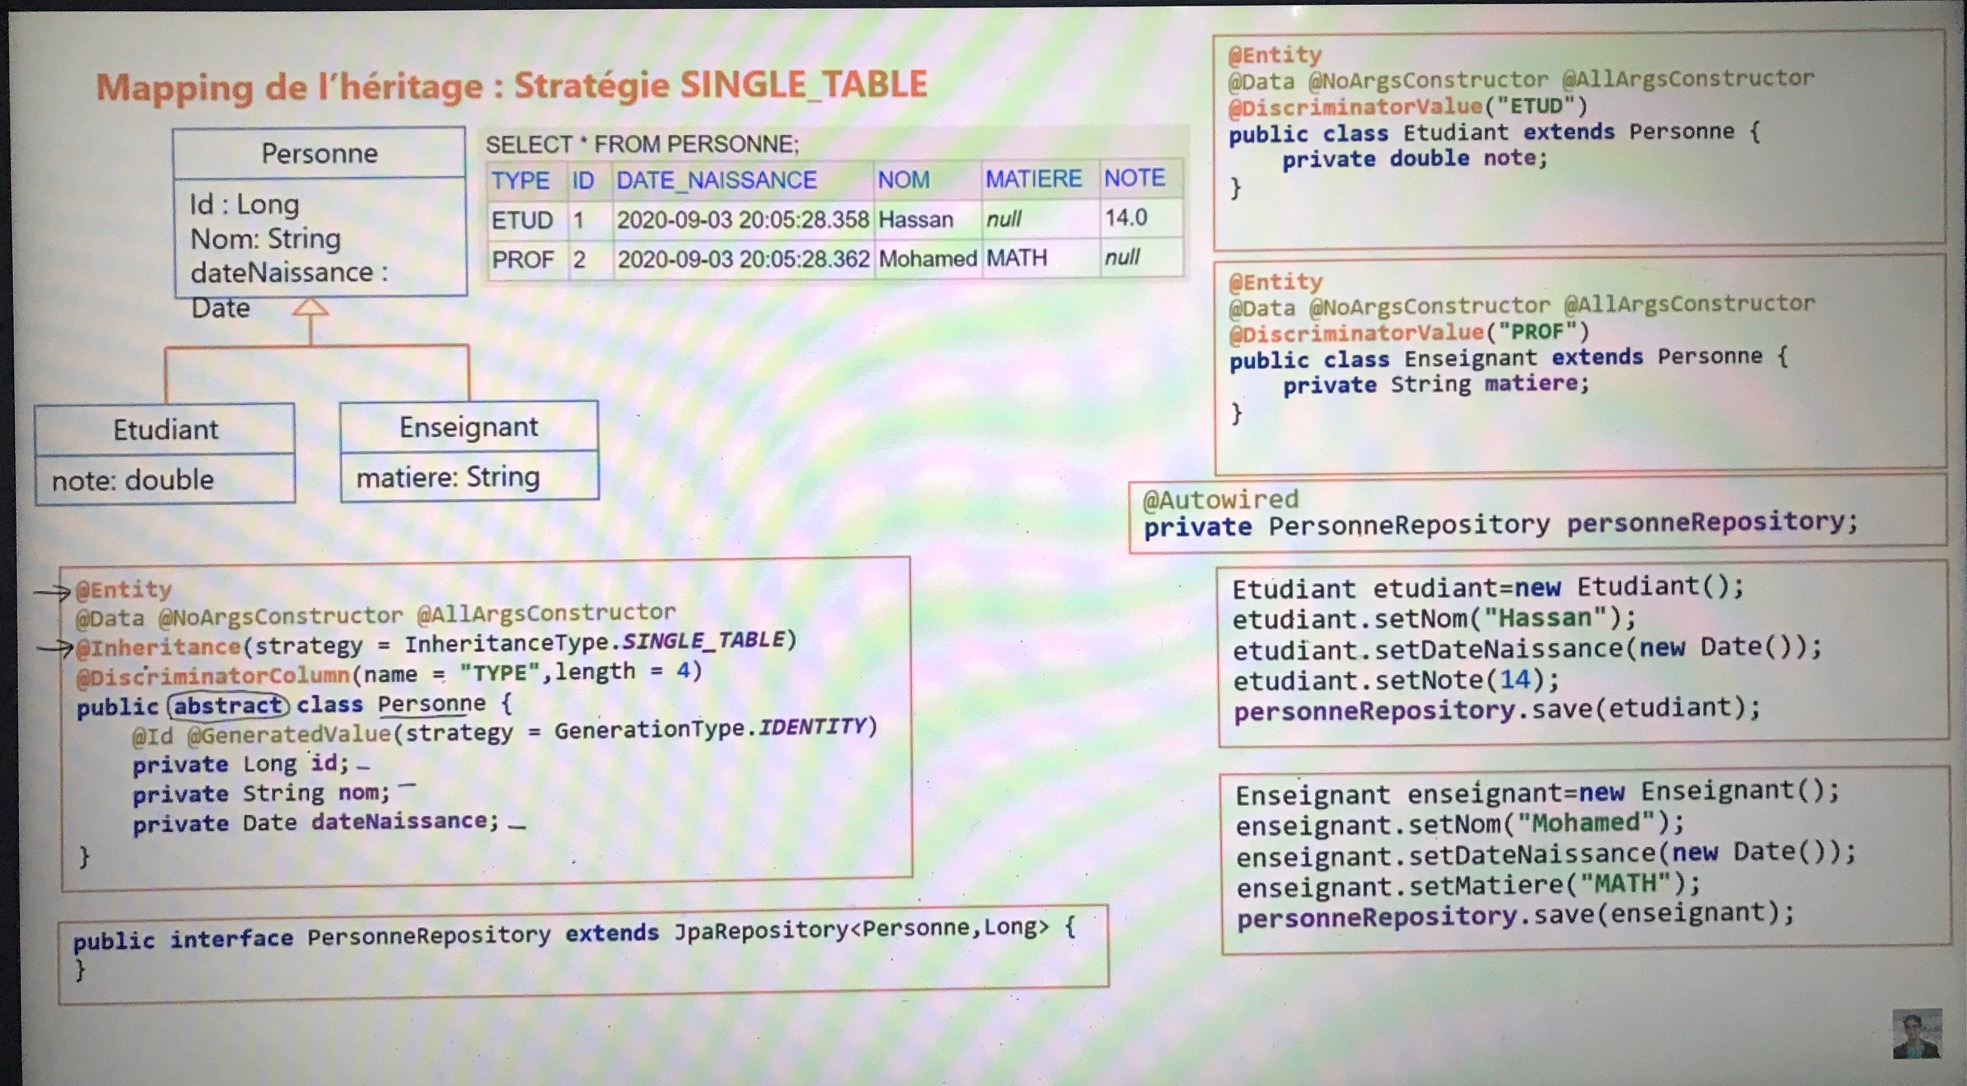 Mapping de l'héritage : Stratégie SINGLE_TABLE
Personne
Id : Long
Nom: String
dateNaissance :
Date
Etudiant
note: double
Enseignant
matiere: String
SELECT * FROM PERSONNE;
TYPE ID DATE_NAISSANCE NOM MATIERE NOTE
ETUD 1 2020-09-03 20:05:28.358 Hassan null 14.0
PROF 2 2020-09-03 20:05:28.362 Mohamed MATH null
@Entity
@Data @NoArgsConstructor @AllArgsConstructor
@Inheritance(strategy = InheritanceType.SINGLE_TABLE)
@DiscriminatorColumn(name = "TYPE",length = 4)
public abstract class Personne {
@Id @GeneratedValue(strategy = GenerationType.IDENTITY)
private Long id;
private String nom;
private Date dateNaissance;
}
public interface PersonneRepository extends JpaRepository<Personne,Long> {
}
@Entity
@Data @NoArgsConstructor @AllArgsConstructor
@DiscriminatorValue("ETUD")
public class Etudiant extends Personne {
private double note;
}
@Entity
@Data @NoArgsConstructor @AllArgsConstructor
@DiscriminatorValue("PROF")
public class Enseignant extends Personne {
private String matiere;
}
@Autowired
private PersonneRepository personneRepository;
Etudiant etudiant=new Etudiant();
etudiant.setNom("Hassan");
etudiant.setDateNaissance(new Date());
etudiant.setNote(14);
personneRepository.save(etudiant);
Enseignant enseignant=new Enseignant();
enseignant.setNom("Mohamed");
enseignant.setDateNaissance(new Date());
enseignant.setMatiere("MATH");
personneRepository.save(enseignant);